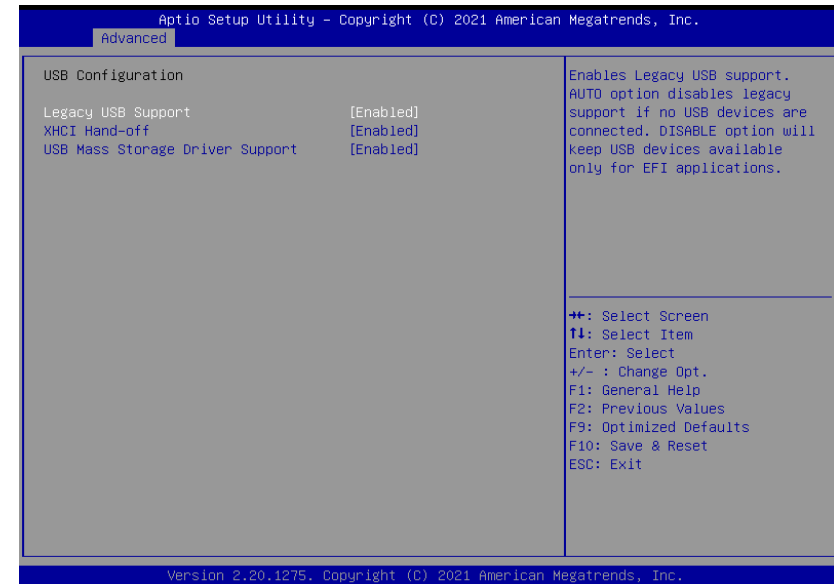 Aptio Setup Utility – Copyright (C) 2021 American Megatrends, Inc.
Advanced
USB Configuration
Legacy USB Support [Enabled]
XHCI Hand-off [Enabled]
USB Mass Storage Driver Support [Enabled]
Enables Legacy USB support.
AUTO option disables legacy
support if no USB devices are
connected. DISABLE option will
keep USB devices available
only for EFI applications.
→←: Select Screen
↑↓: Select Item
Enter: Select
+/- : Change Opt.
F1: General Help
F2: Previous Values
F9: Optimized Defaults
F10: Save & Reset
ESC: Exit
Version 2.20.1275. Copyright (C) 2021 American Megatrends, Inc.